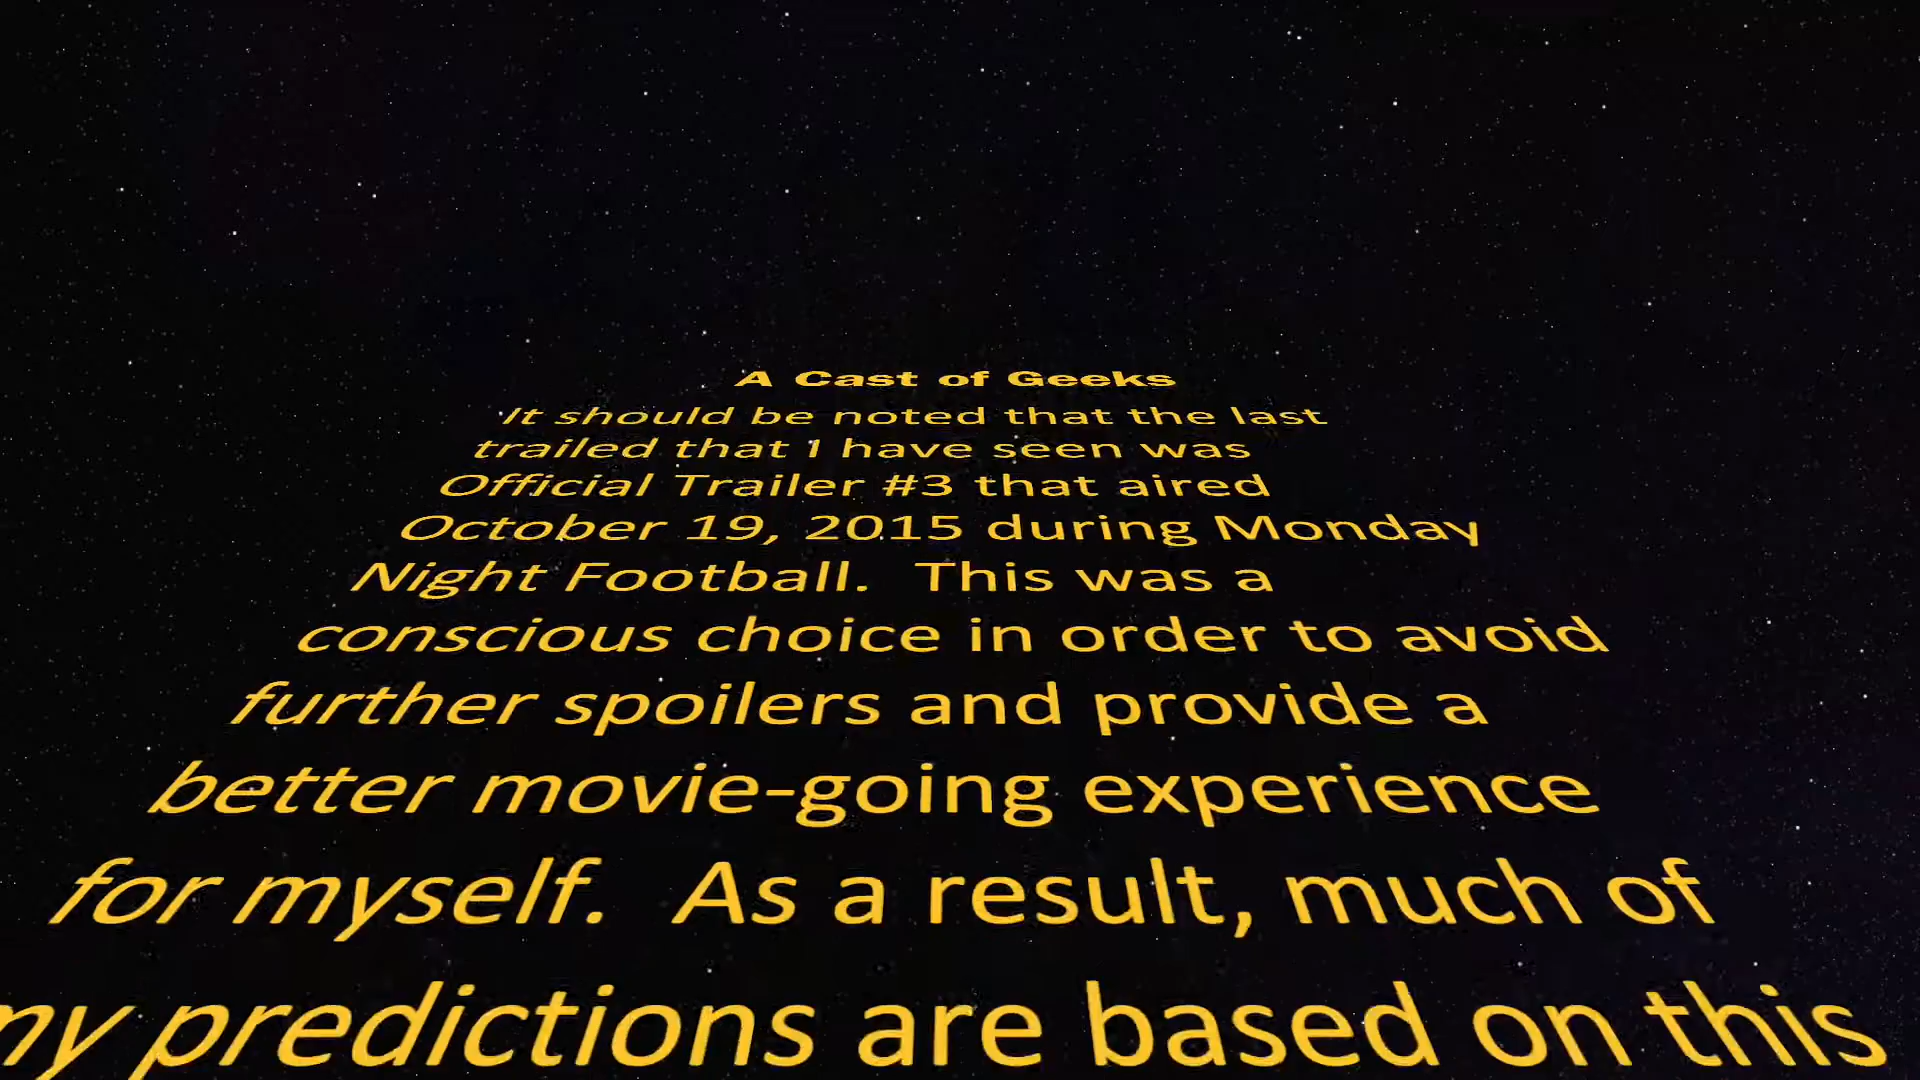 A Cast of Geeks
It should be noted that the last
trailed that I have seen was
Official Trailer #3 that aired
October 19, 2015 during Monday
Night Football.  This was a
conscious choice in order to avoid
further spoilers and provide a
better movie-going experience
for myself.  As a result, much of
my predictions are based on this